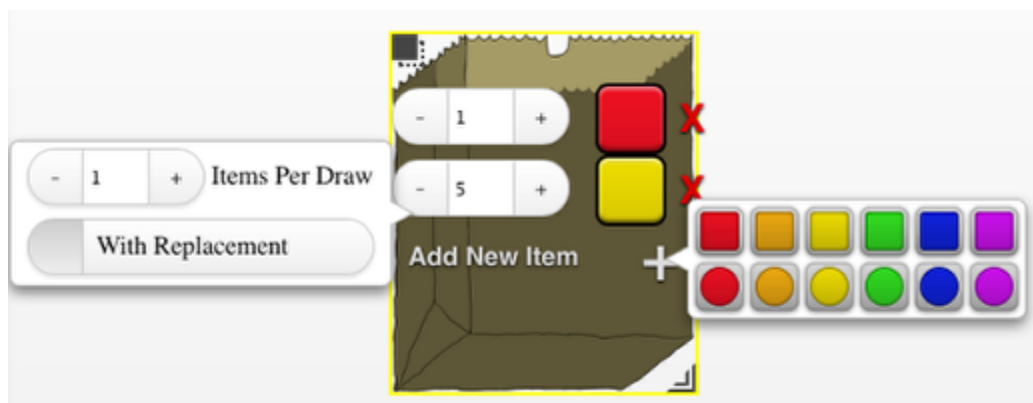 - 1 +
- 1 + Items Per Draw
- 5 +
With Replacement
Add New Item +
X
X